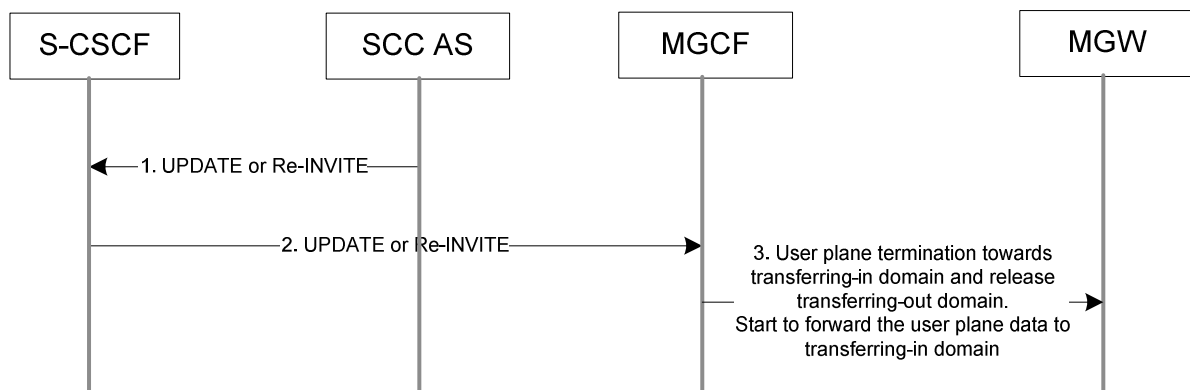 S-CSCF
SCC AS
MGCF
MGW
1. UPDATE or Re-INVITE
2. UPDATE or Re-INVITE
3. User plane termination towards
transferring-in domain and release
transferring-out domain.
Start to forward the user plane data to
transferring-in domain